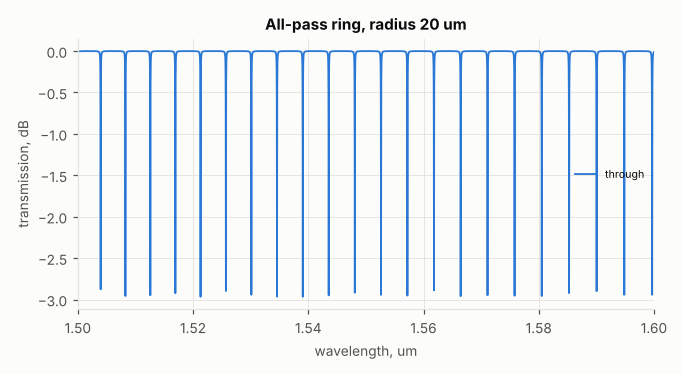 All-pass ring, radius 20 um
0.0
−0.5
−1.0
−1.5
−2.0
−2.5
−3.0
transmission, dB
through
1.50 1.52 1.54 1.56 1.58 1.60
wavelength, um